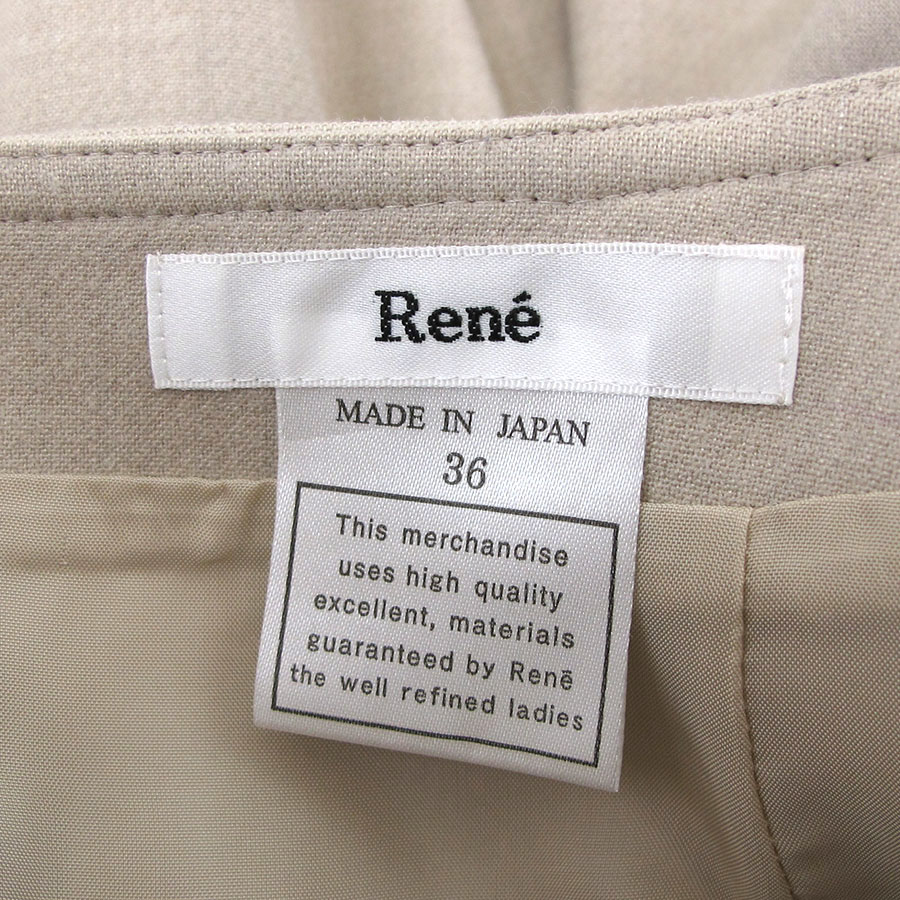 René
MADE IN JAPAN
36
This merchandise
uses high quality
excellent, materials
guaranteed by Renē
the well refined ladies